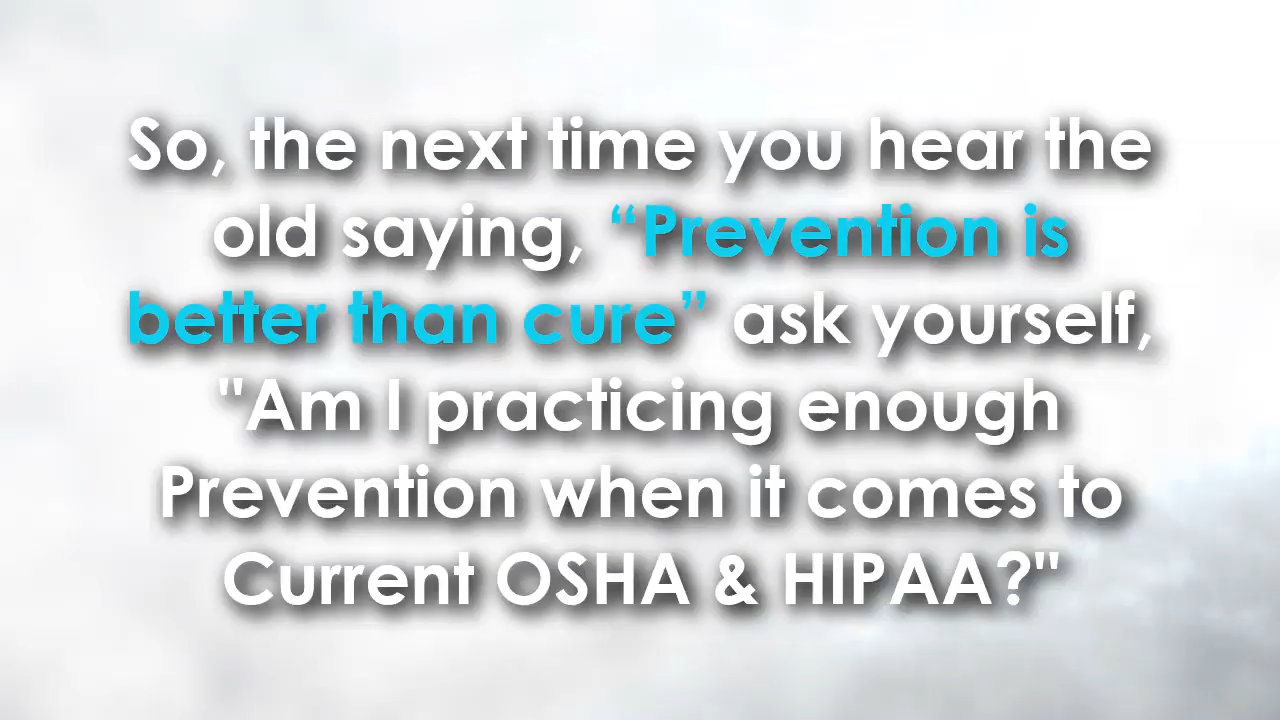 So, the next time you hear the
old saying, “Prevention is
better than cure” ask yourself,
"Am I practicing enough
Prevention when it comes to
Current OSHA & HIPAA?"